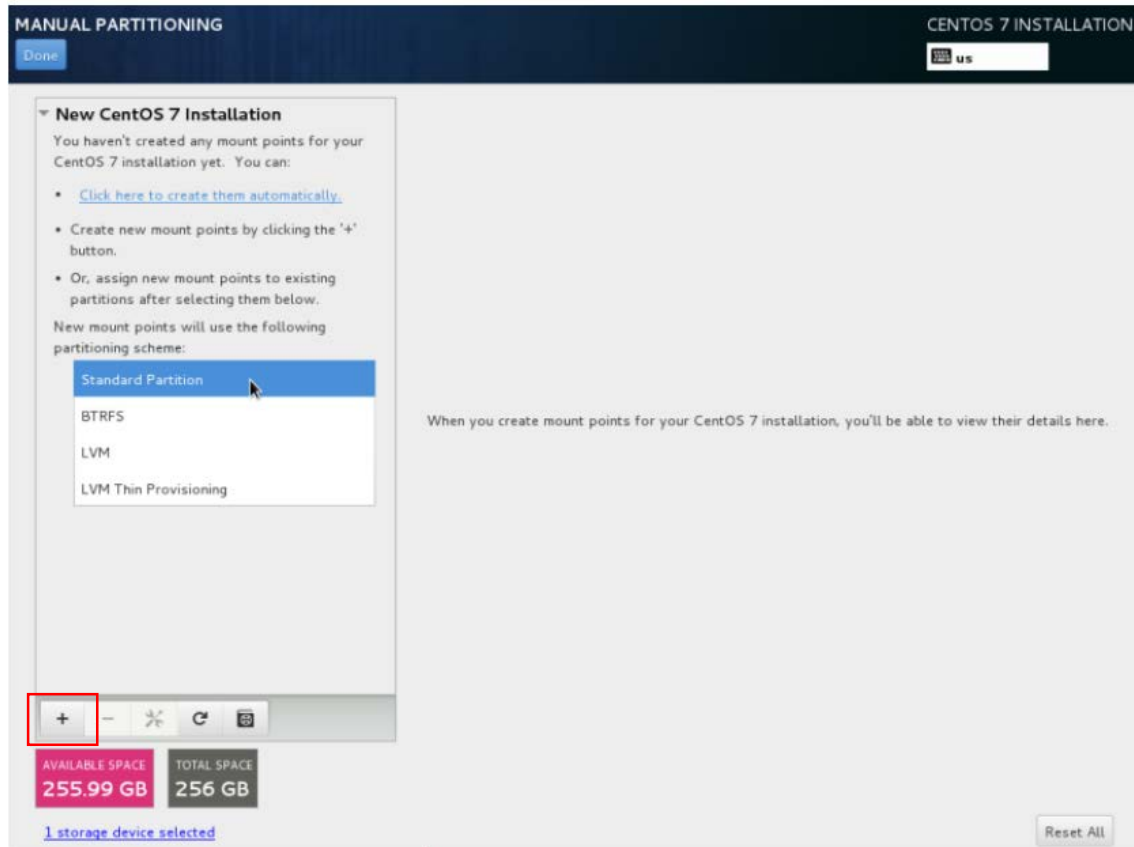 MANUAL PARTITIONING
CENTOS 7 INSTALLATION
Done
us
New CentOS 7 Installation
You haven't created any mount points for your
CentOS 7 installation yet. You can:
• Click here to create them automatically.
• Create new mount points by clicking the '+'
button.
• Or, assign new mount points to existing
partitions after selecting them below.
New mount points will use the following
partitioning scheme:
Standard Partition
BTRFS
LVM
LVM Thin Provisioning
When you create mount points for your CentOS 7 installation, you'll be able to view their details here.
+ −
AVAILABLE SPACE
255.99 GB
TOTAL SPACE
256 GB
1 storage device selected
Reset All